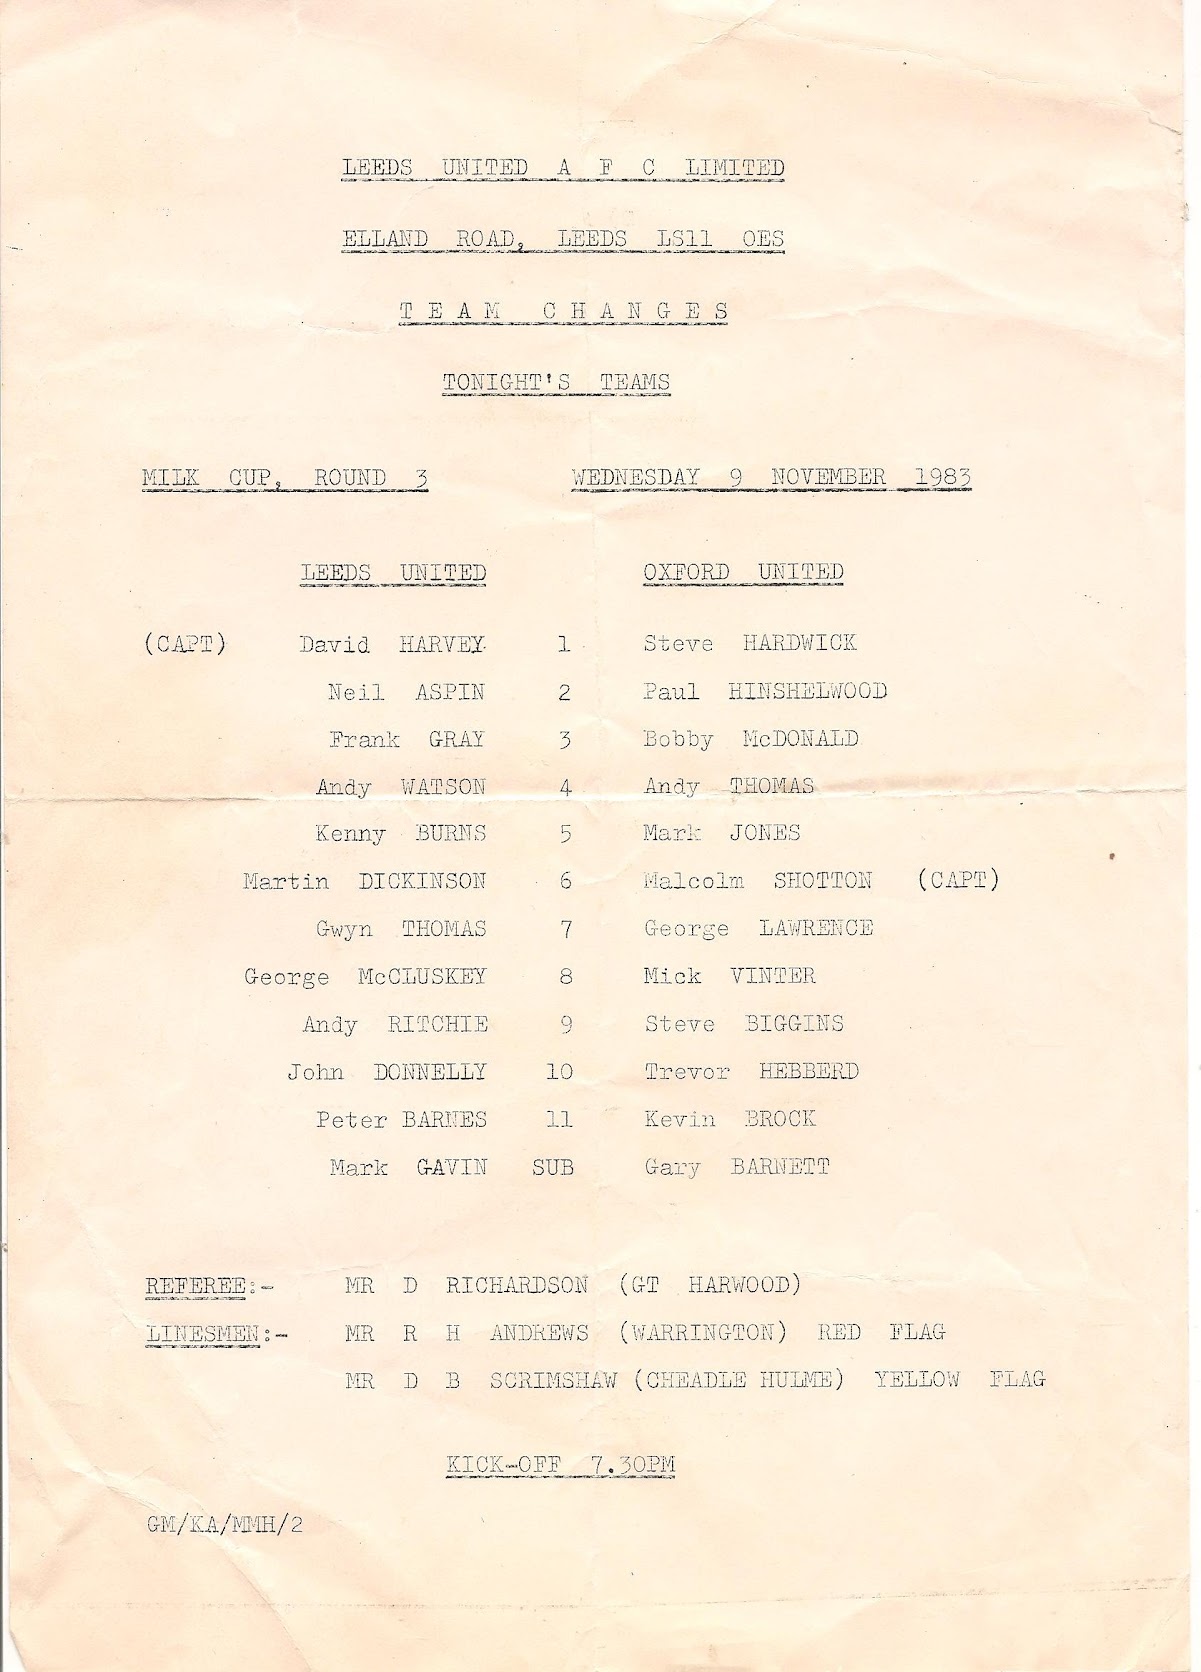 LEEDS UNITED A F C LIMITED
ELLAND ROAD, LEEDS LS11 OES
T E A M C H A N G E S
TONIGHT'S TEAMS
MILK CUP, ROUND 3 WEDNESDAY 9 NOVEMBER 1983
LEEDS UNITED OXFORD UNITED
(CAPT) David HARVEY 1 Steve HARDWICK
Neil ASPIN 2 Paul HINSHELWOOD
Frank GRAY 3 Bobby McDONALD
Andy WATSON 4 Andy THOMAS
Kenny BURNS 5 Mark JONES
Martin DICKINSON 6 Malcolm SHOTTON (CAPT)
Gwyn THOMAS 7 George LAWRENCE
George McCLUSKEY 8 Mick VINTER
Andy RITCHIE 9 Steve BIGGINS
John DONNELLY 10 Trevor HEBBERD
Peter BARNES 11 Kevin BROCK
Mark GAVIN SUB Gary BARNETT
REFEREE:- MR D RICHARDSON (GT HARWOOD)
LINESMEN:- MR R H ANDREWS (WARRINGTON) RED FLAG
MR D B SCRIMSHAW (CHEADLE HULME) YELLOW FLAG
KICK-OFF 7.30PM
GM/KA/MMH/2